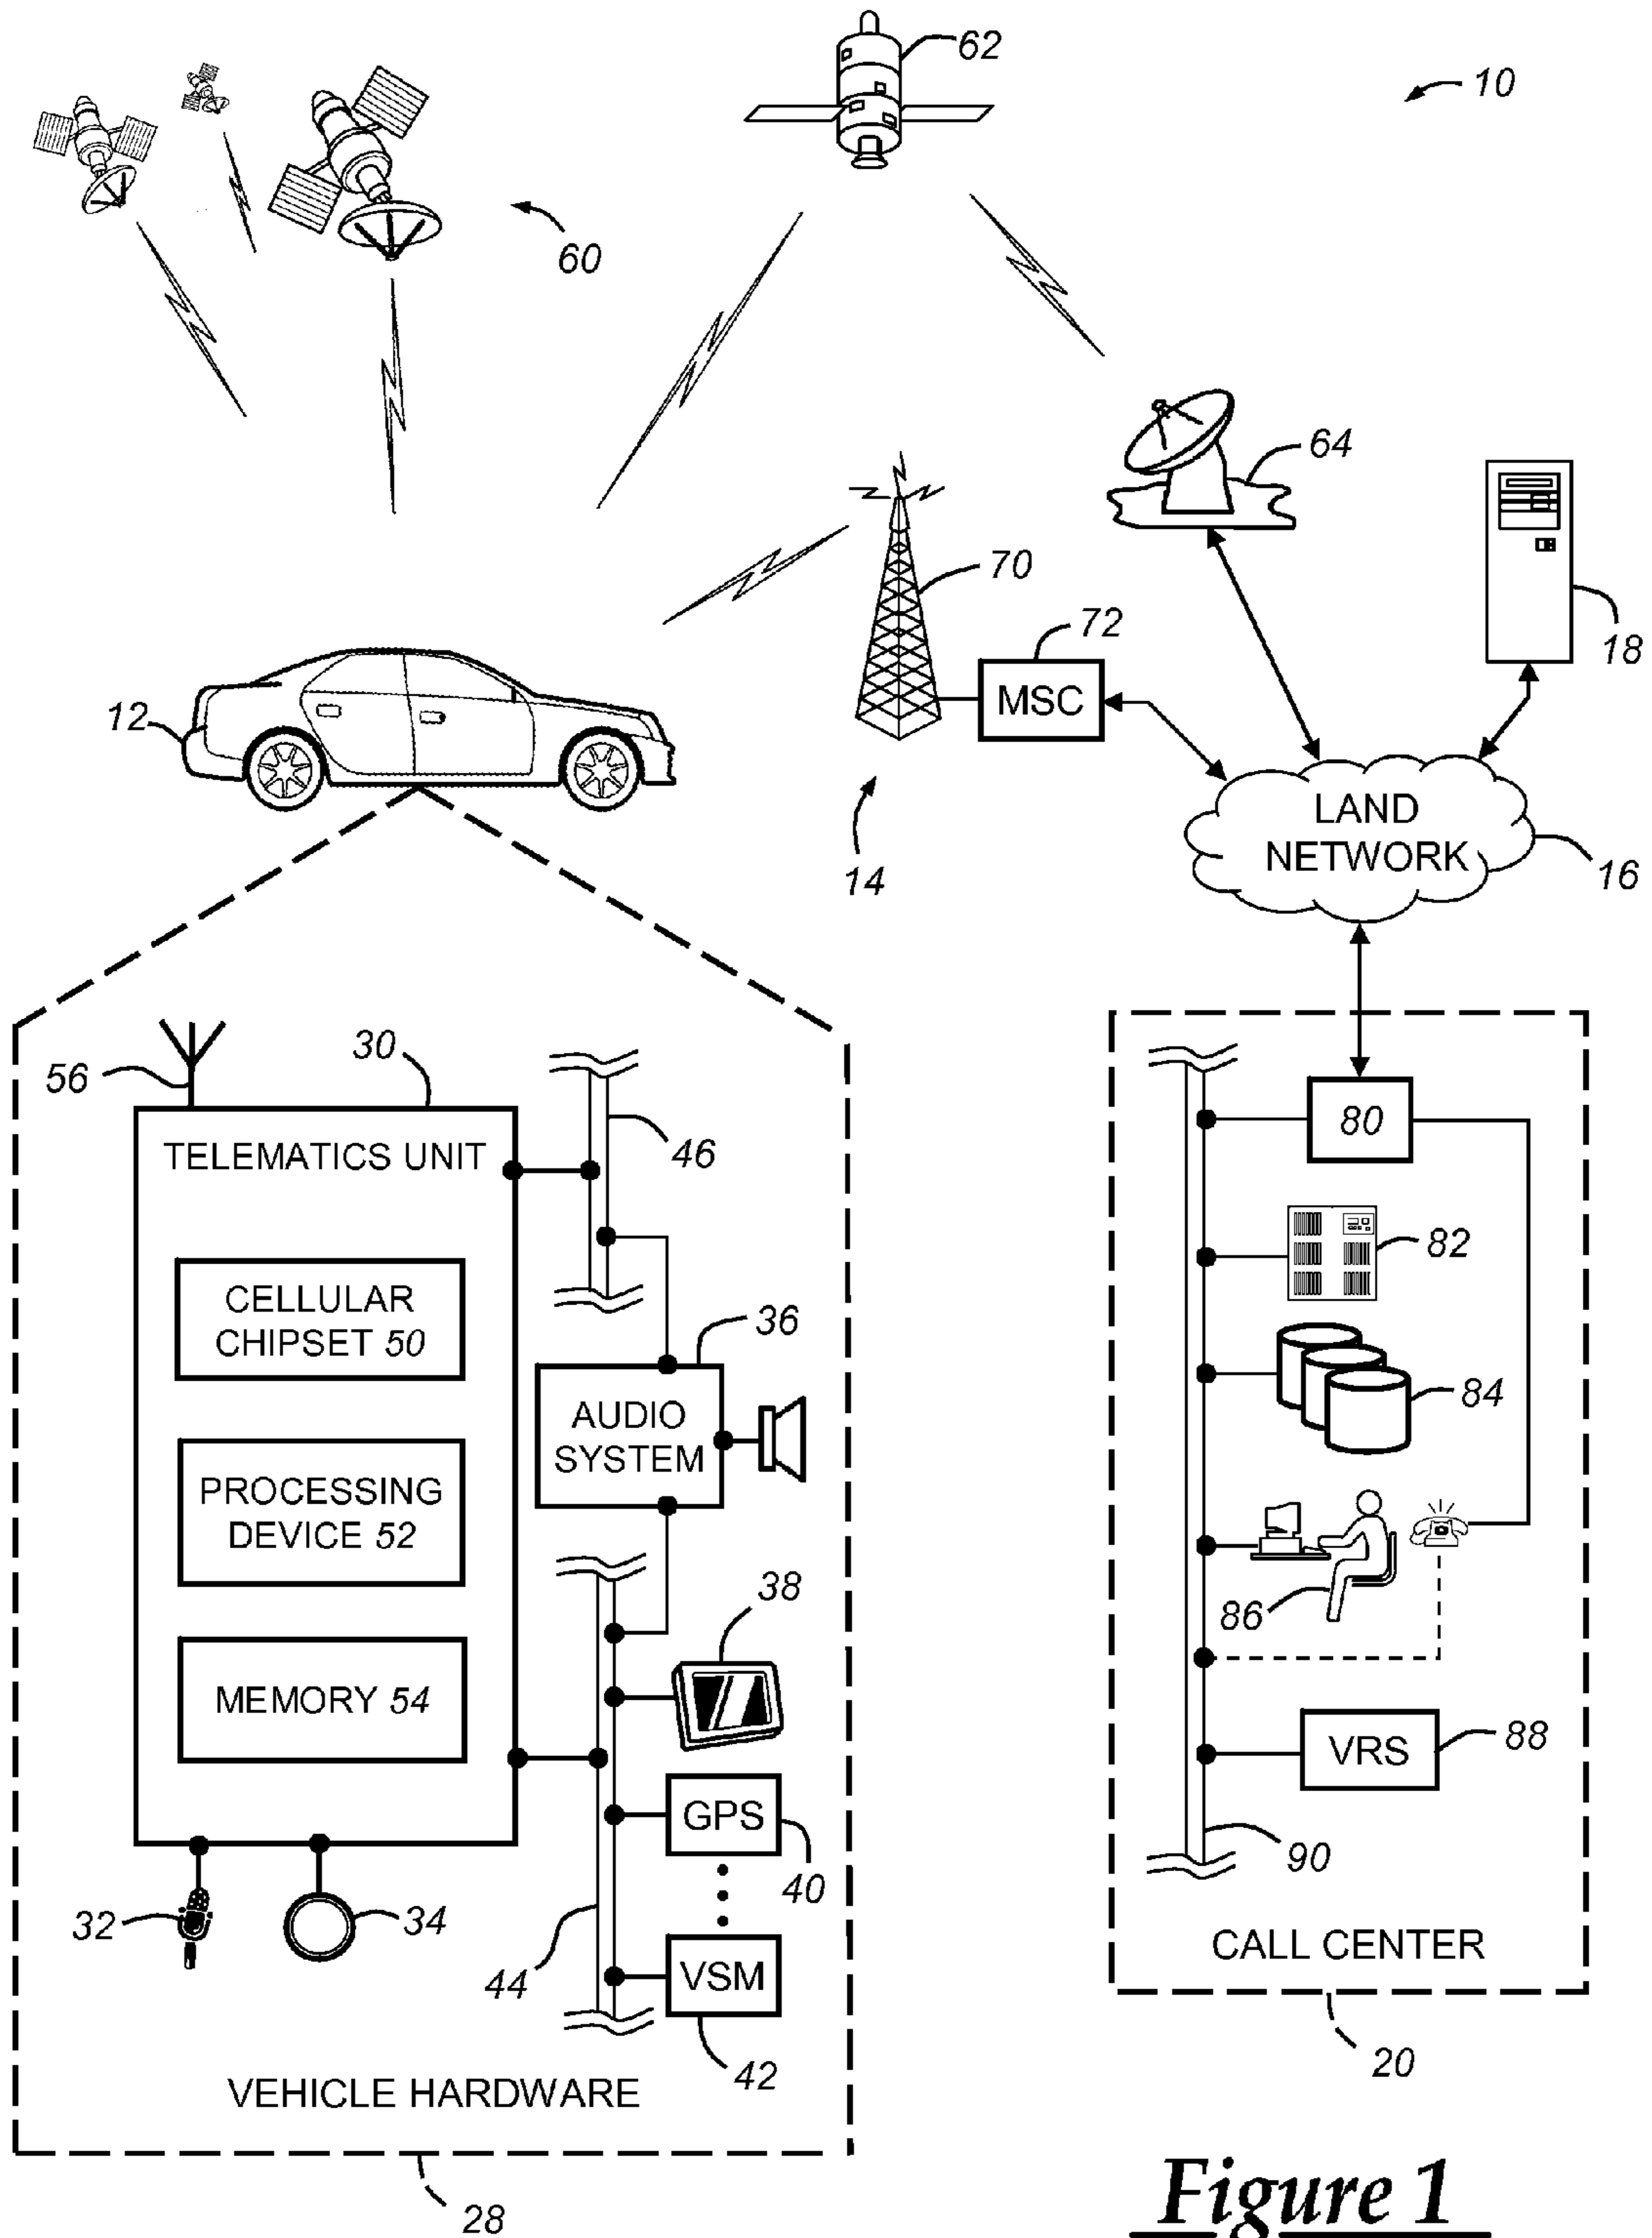 62
10
60
64
70
72
MSC
18
12
LAND
NETWORK
16
14
56
30
TELEMATICS UNIT
46
CELLULAR
CHIPSET 50
36
AUDIO
SYSTEM
PROCESSING
DEVICE 52
38
MEMORY 54
GPS
40
32
34
44
VSM
42
VEHICLE HARDWARE
28
80
82
84
86
VRS
88
90
CALL CENTER
20
Figure 1